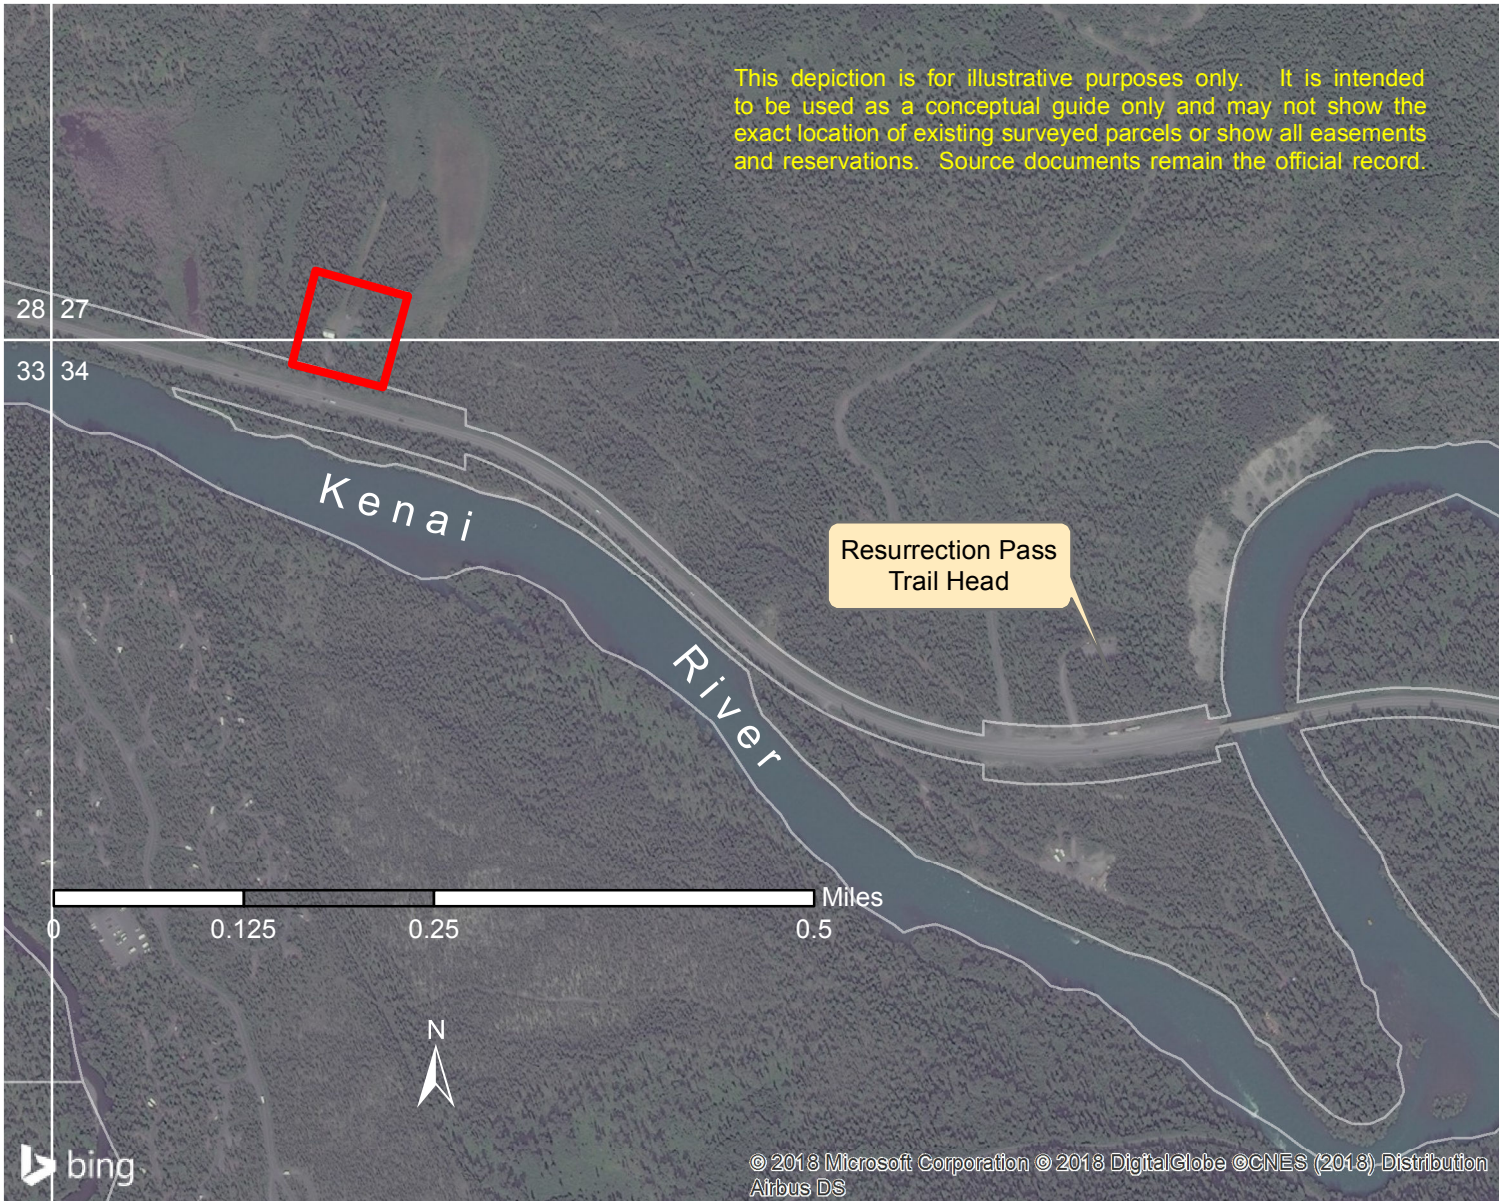 This depiction is for illustrative purposes only. It is intended
to be used as a conceptual guide only and may not show the
exact location of existing surveyed parcels or show all easements
and reservations. Source documents remain the official record.
28 27
33 34
Kenai
River
Resurrection Pass
Trail Head
Miles
0 0.125 0.25 0.5
N
bing
© 2018 Microsoft Corporation © 2018 DigitalGlobe ©CNES (2018) Distribution
Airbus DS